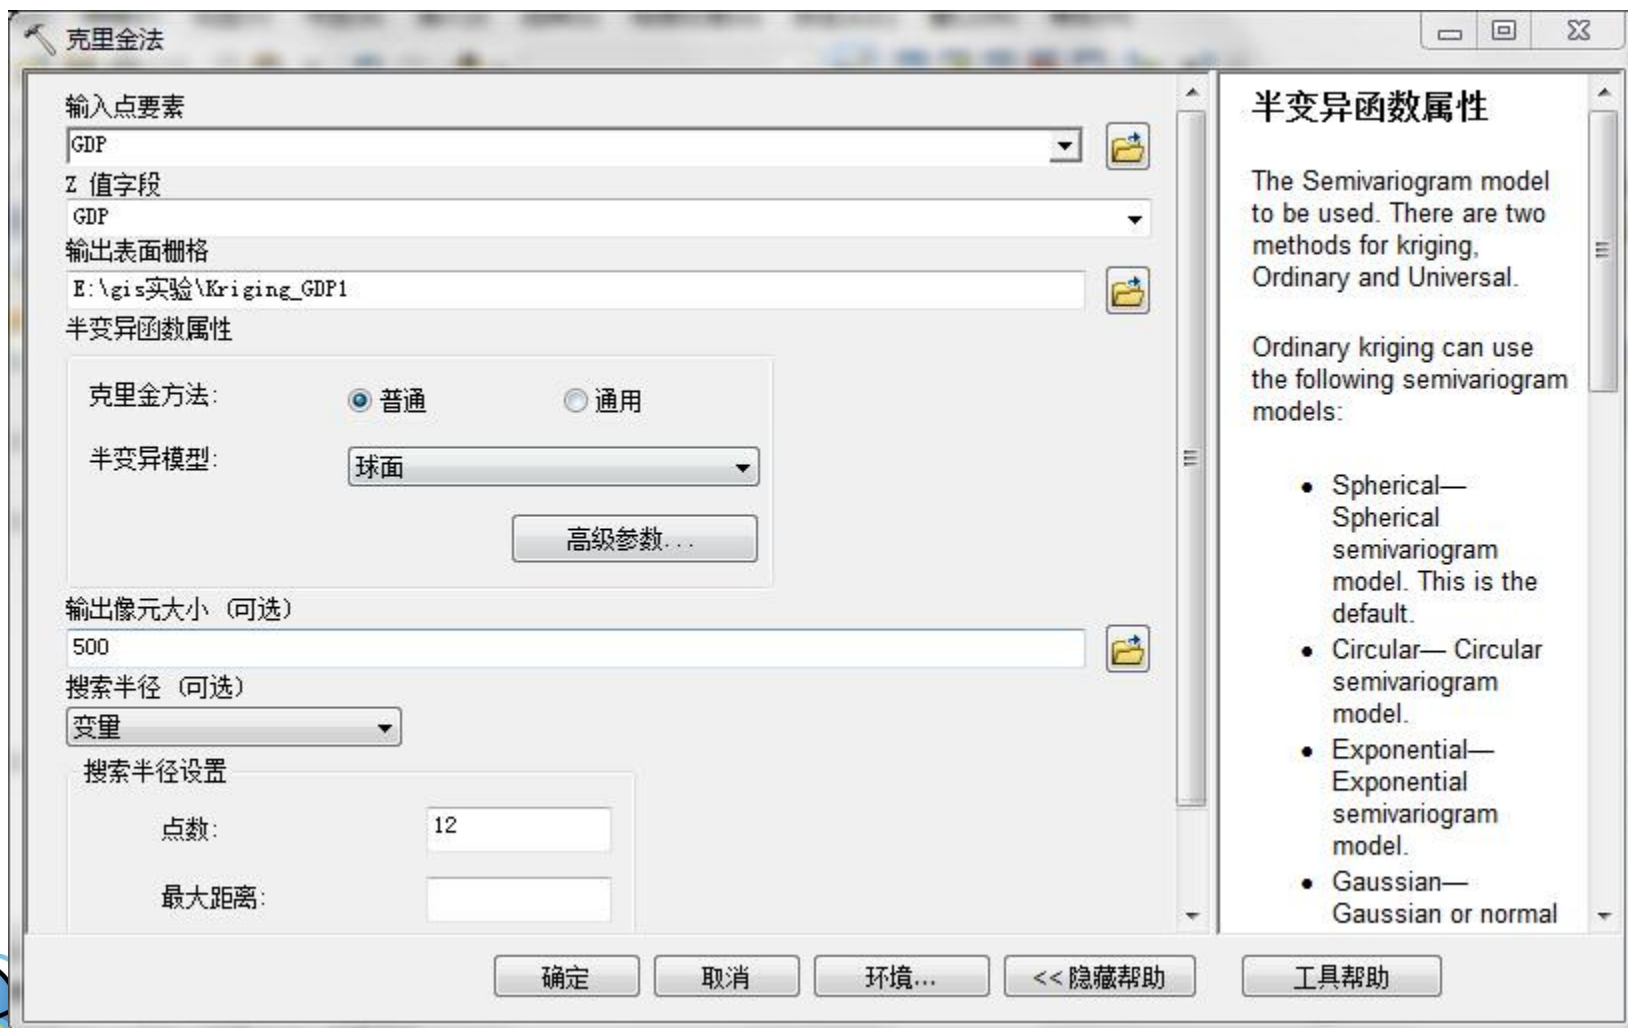 克里金法
输入点要素
GDP
Z 值字段
GDP
输出表面栅格
E:\gis实验\Kriging_GDP1
半变异函数属性
克里金方法:
普通
通用
半变异模型:
球面
高级参数...
输出像元大小 (可选)
500
搜索半径 (可选)
变量
搜索半径设置
点数:
12
最大距离:
半变异函数属性
The Semivariogram model
to be used. There are two
methods for kriging,
Ordinary and Universal.
Ordinary kriging can use
the following semivariogram
models:
• Spherical—
Spherical
semivariogram
model. This is the
default.
• Circular— Circular
semivariogram
model.
• Exponential—
Exponential
semivariogram
model.
• Gaussian—
Gaussian or normal
确定
取消
环境...
<< 隐藏帮助
工具帮助